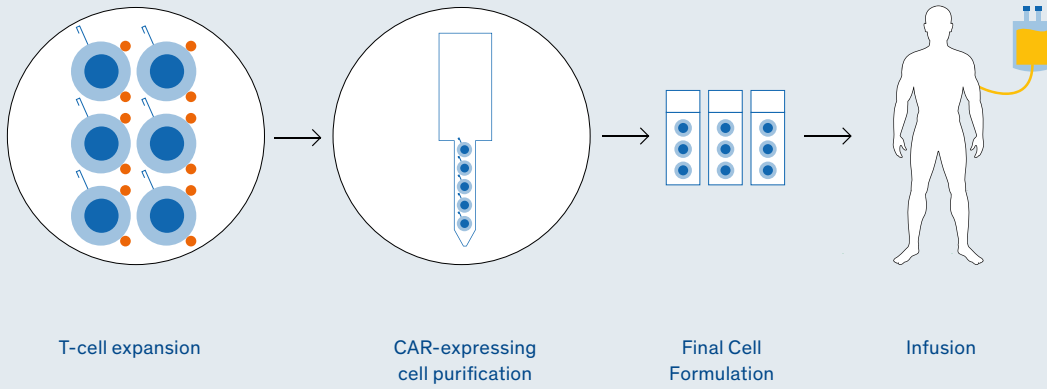 T-cell expansion
CAR-expressing
cell purification
Final Cell
Formulation
Infusion